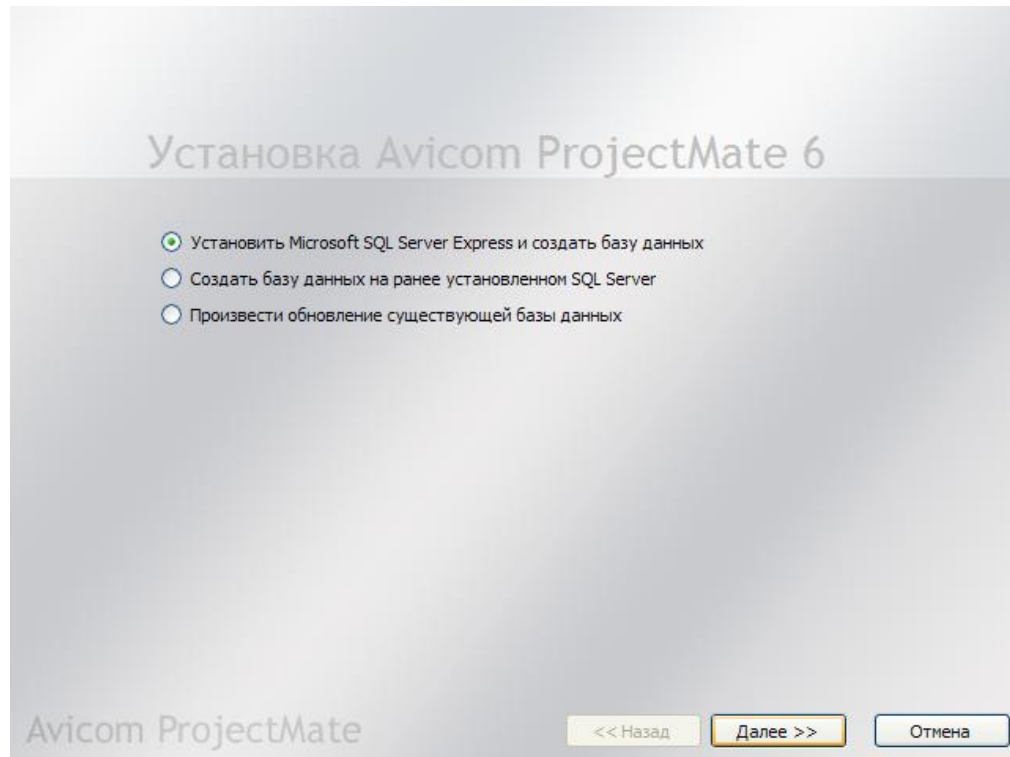 Установка Avicom ProjectMate 6
Установить Microsoft SQL Server Express и создать базу данных
Создать базу данных на ранее установленном SQL Server
Произвести обновление существующей базы данных
Avicom ProjectMate
<< Назад Далее >> Отмена